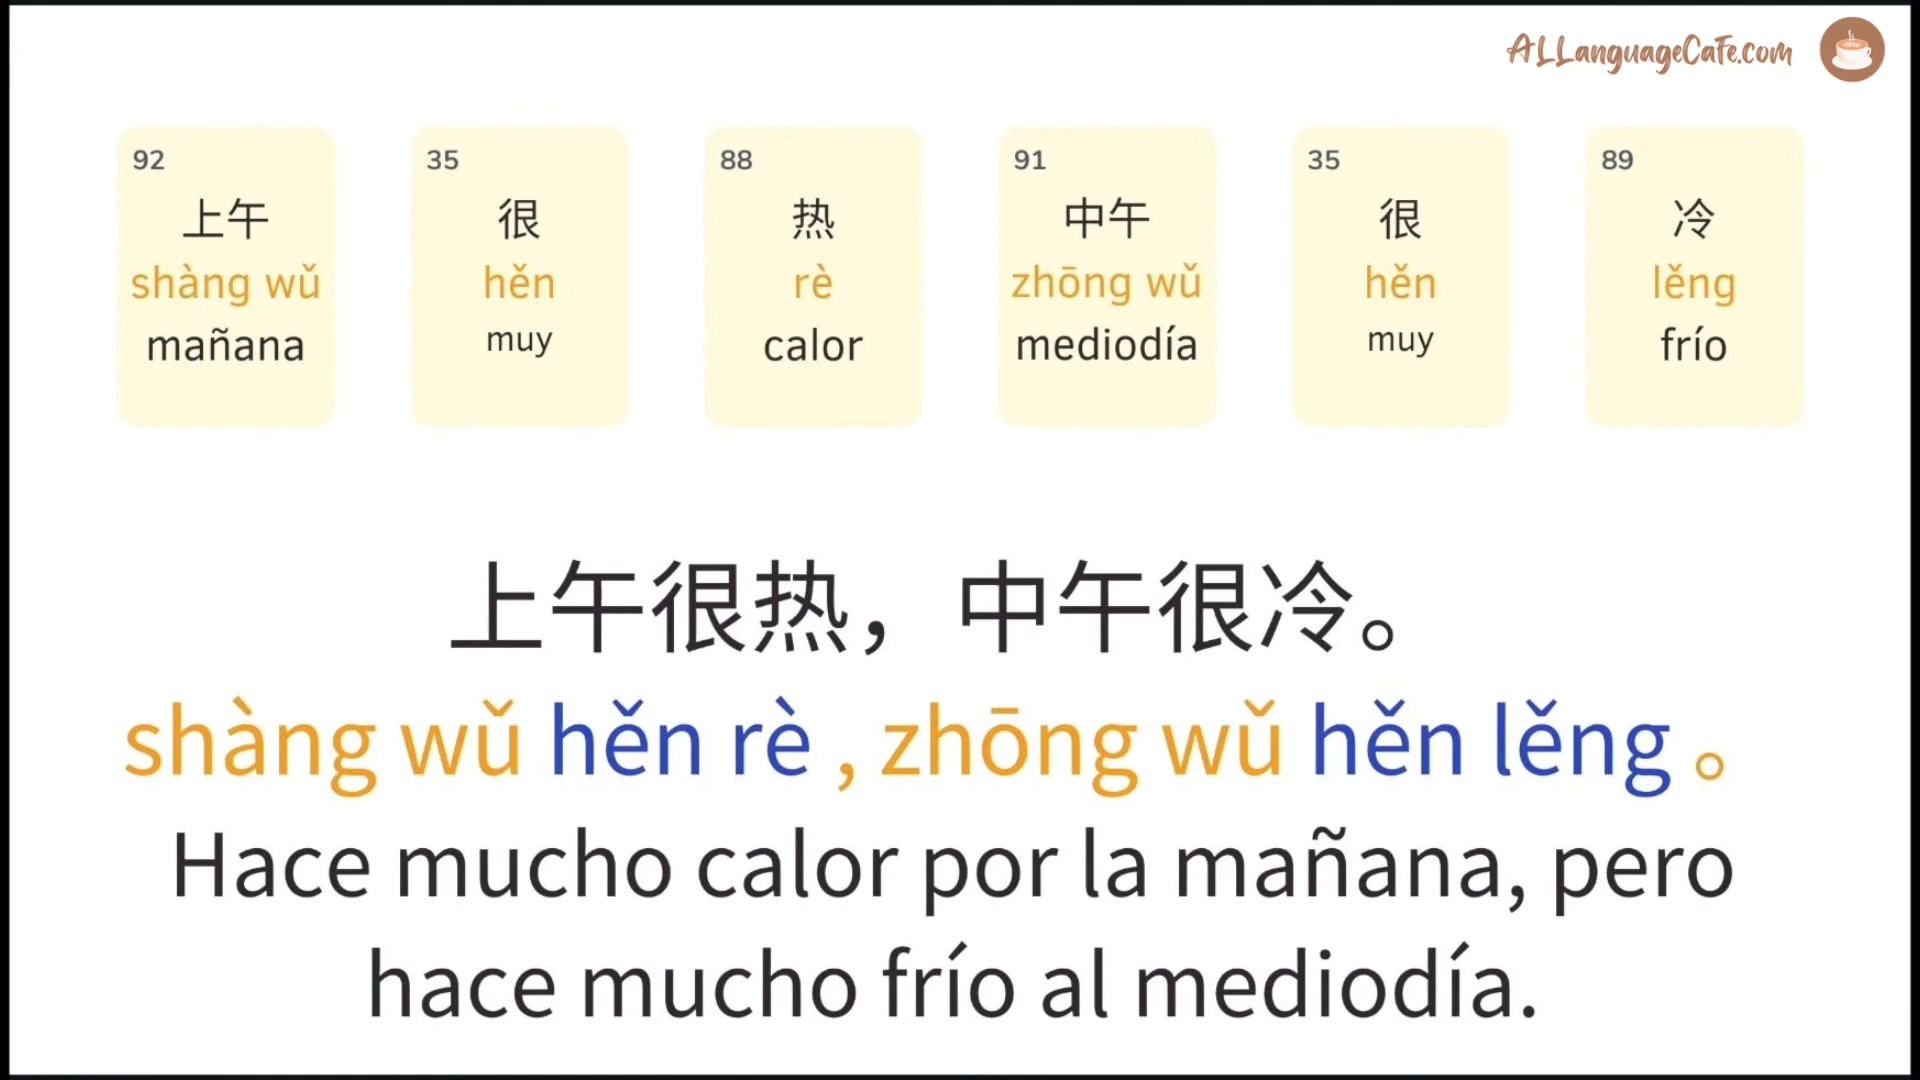 ALLanguageCafe.com
92 35 88 91 35 89
上午 很 热 中午 很 冷
shàng wǔ hěn rè zhōng wǔ hěn lěng
mañana muy calor mediodía muy frío
上午很热，中午很冷。
shàng wǔ hěn rè , zhōng wǔ hěn lěng 。
Hace mucho calor por la mañana, pero
hace mucho frío al mediodía.